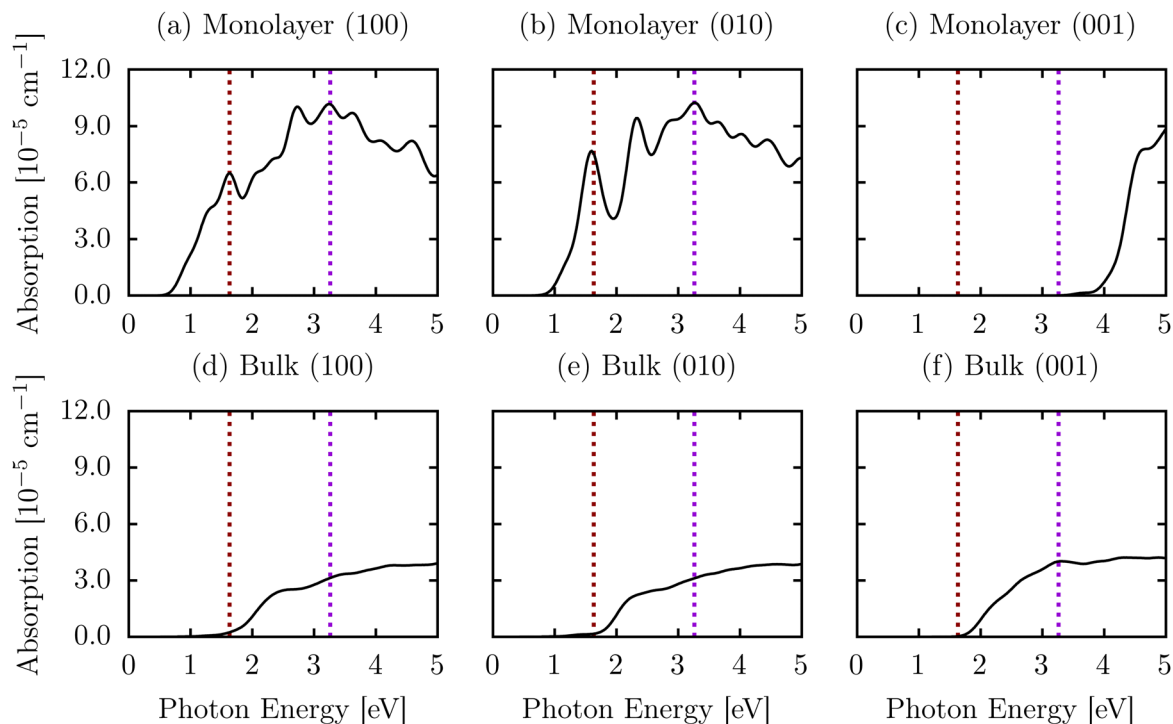 (a) Monolayer (100)
(b) Monolayer (010)
(c) Monolayer (001)
Absorption [10⁻⁵ cm⁻¹]
12.0
9.0
6.0
3.0
0.0
0 1 2 3 4 5
0 1 2 3 4 5
0 1 2 3 4 5
(d) Bulk (100)
(e) Bulk (010)
(f) Bulk (001)
Absorption [10⁻⁵ cm⁻¹]
12.0
9.0
6.0
3.0
0.0
0 1 2 3 4 5
0 1 2 3 4 5
0 1 2 3 4 5
Photon Energy [eV]
Photon Energy [eV]
Photon Energy [eV]